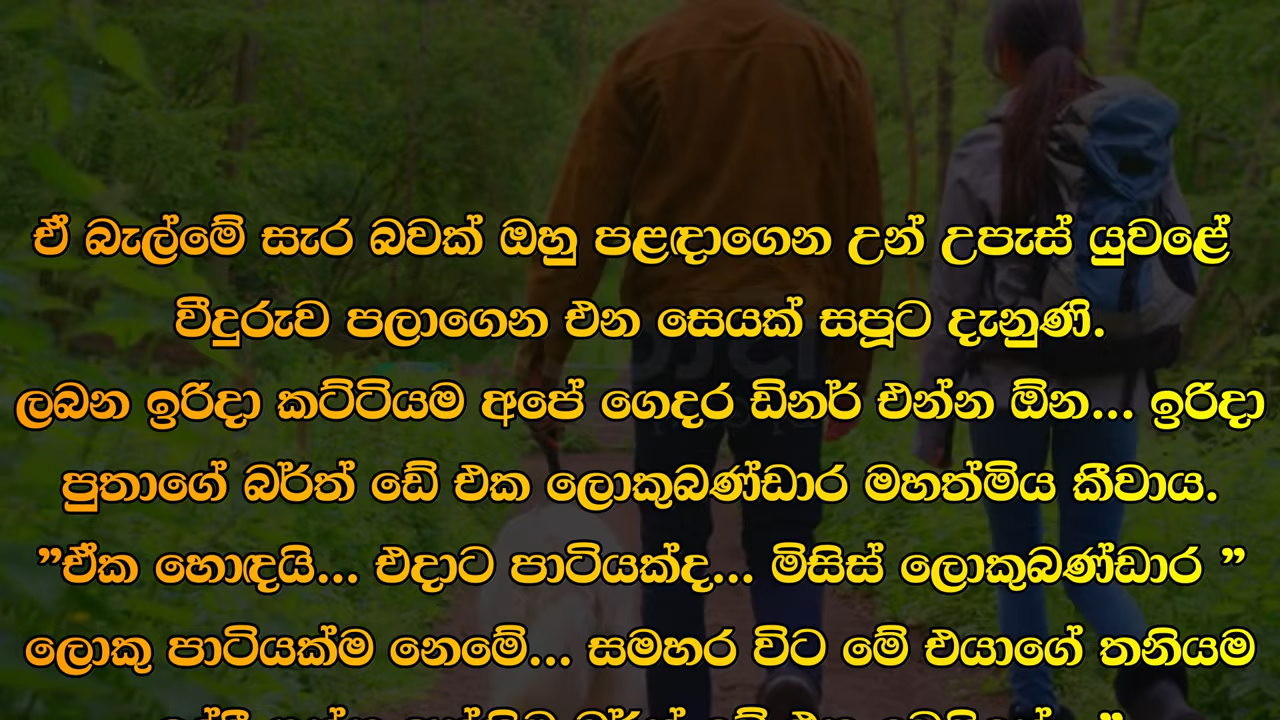 ඒ බැල්මේ සැර බවක් ඔහු පළඳාගෙන උන් උපැස් යුවළේ
වීදුරුව පලාගෙන එන සෙයක් සපූට දැනුණි.
ලබන ඉරිදා කට්ටියම අපේ ගෙදර ඩිනර් එන්න ඕන... ඉරිදා
පුතාගේ බර්ත් ඩේ එක ලොකුබණ්ඩාර මහත්මිය කීවාය.
”ඒක හොඳයි... එදාට පාටියක්ද... මිසිස් ලොකුබණ්ඩාර ”
ලොකු පාටියක්ම නෙමේ... සමහර විට මේ එයාගේ තනියම